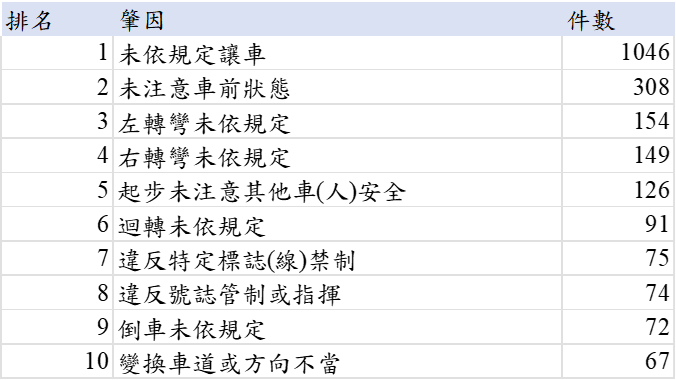 排名 肇因 件數
1 未依規定讓車 1046
2 未注意車前狀態 308
3 左轉彎未依規定 154
4 右轉彎未依規定 149
5 起步未注意其他車(人)安全 126
6 迴轉未依規定 91
7 違反特定標誌(線)禁制 75
8 違反號誌管制或指揮 74
9 倒車未依規定 72
10 變換車道或方向不當 67